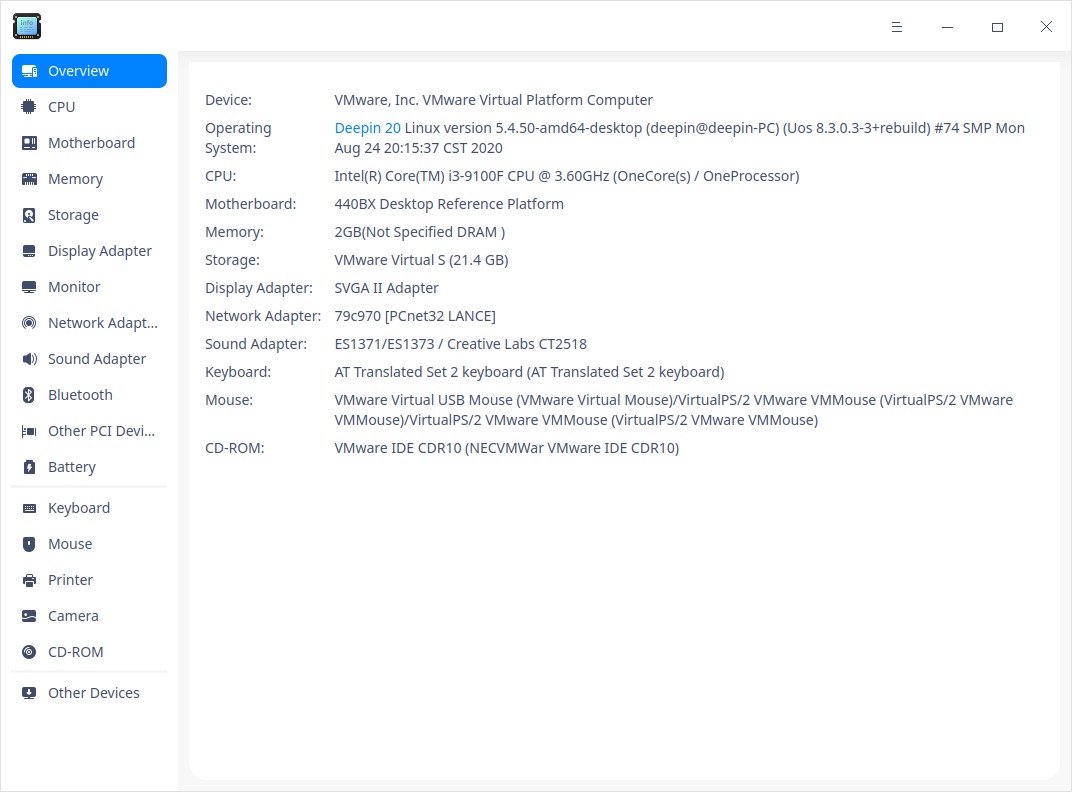 Overview
CPU
Motherboard
Memory
Storage
Display Adapter
Monitor
Network Adapt...
Sound Adapter
Bluetooth
Other PCI Devi...
Battery
Keyboard
Mouse
Printer
Camera
CD-ROM
Other Devices
Device: VMware, Inc. VMware Virtual Platform Computer
Operating System: Deepin 20 Linux version 5.4.50-amd64-desktop (deepin@deepin-PC) (Uos 8.3.0.3-3+rebuild) #74 SMP Mon
Aug 24 20:15:37 CST 2020
CPU: Intel(R) Core(TM) i3-9100F CPU @ 3.60GHz (OneCore(s) / OneProcessor)
Motherboard: 440BX Desktop Reference Platform
Memory: 2GB(Not Specified DRAM )
Storage: VMware Virtual S (21.4 GB)
Display Adapter: SVGA II Adapter
Network Adapter: 79c970 [PCnet32 LANCE]
Sound Adapter: ES1371/ES1373 / Creative Labs CT2518
Keyboard: AT Translated Set 2 keyboard (AT Translated Set 2 keyboard)
Mouse: VMware Virtual USB Mouse (VMware Virtual Mouse)/VirtualPS/2 VMware VMMouse (VirtualPS/2 VMware
VMMouse)/VirtualPS/2 VMware VMMouse (VirtualPS/2 VMware VMMouse)
CD-ROM: VMware IDE CDR10 (NECVMWar VMware IDE CDR10)